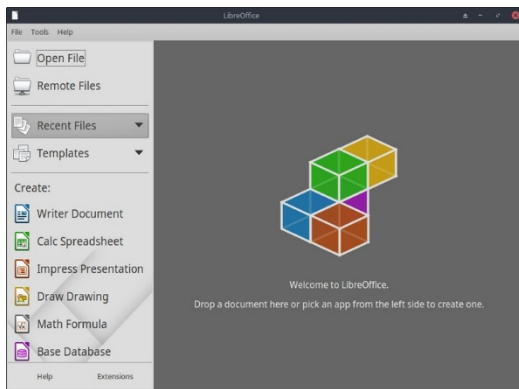 LibreOffice
File Tools Help
Open File
Remote Files
Recent Files
Templates
Create:
Writer Document
Calc Spreadsheet
Impress Presentation
Draw Drawing
Math Formula
Base Database
Help Extensions
Welcome to LibreOffice.
Drop a document here or pick an app from the left side to create one.